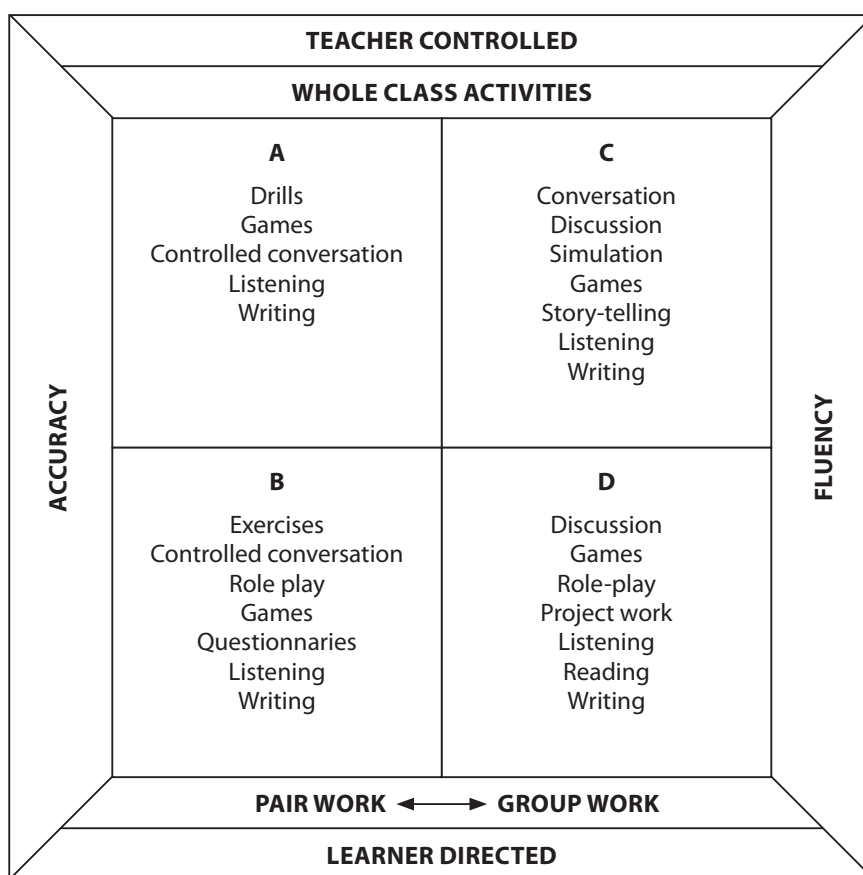 TEACHER CONTROLLED
WHOLE CLASS ACTIVITIES
ACCURACY
A
Drills
Games
Controlled conversation
Listening
Writing
C
Conversation
Discussion
Simulation
Games
Story-telling
Listening
Writing
B
Exercises
Controlled conversation
Role play
Games
Questionnaries
Listening
Writing
D
Discussion
Games
Role-play
Project work
Listening
Reading
Writing
FLUENCY
PAIR WORK ↔ GROUP WORK
LEARNER DIRECTED